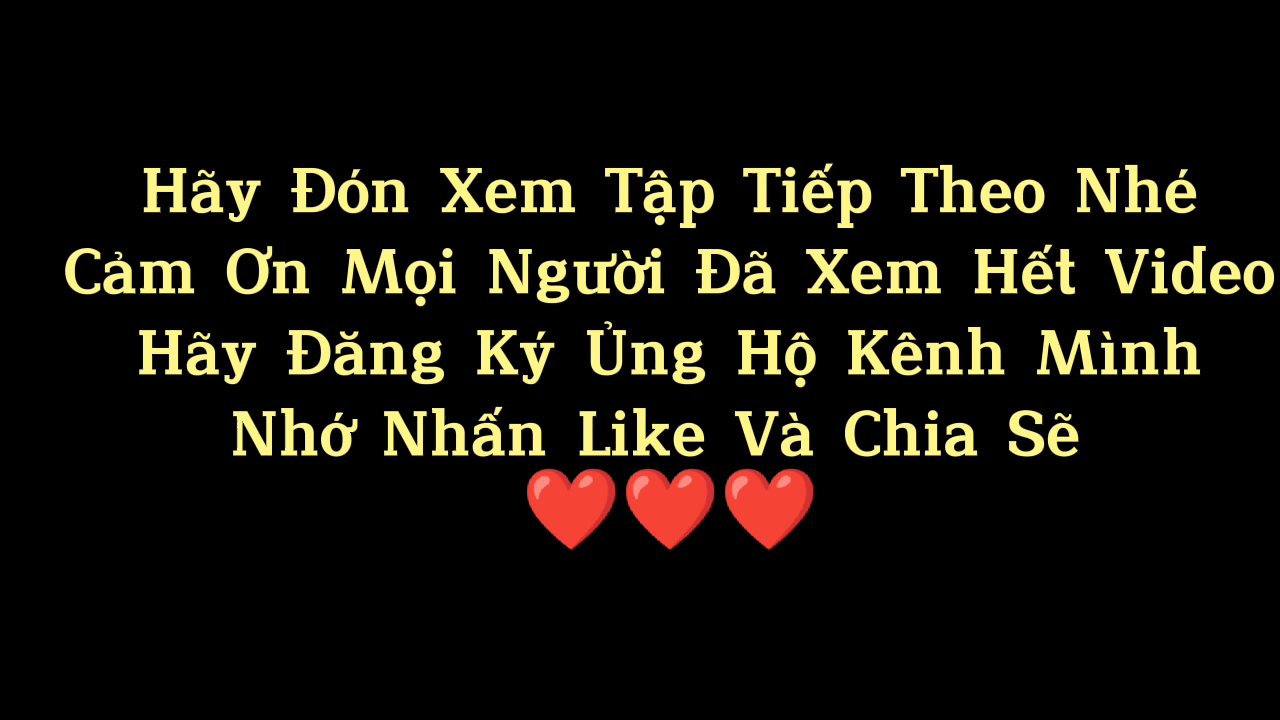 Hãy Đón Xem Tập Tiếp Theo Nhé
Cảm Ơn Mọi Người Đã Xem Hết Video
Hãy Đăng Ký Ủng Hộ Kênh Mình
Nhớ Nhấn Like Và Chia Sẽ
❤️❤️❤️